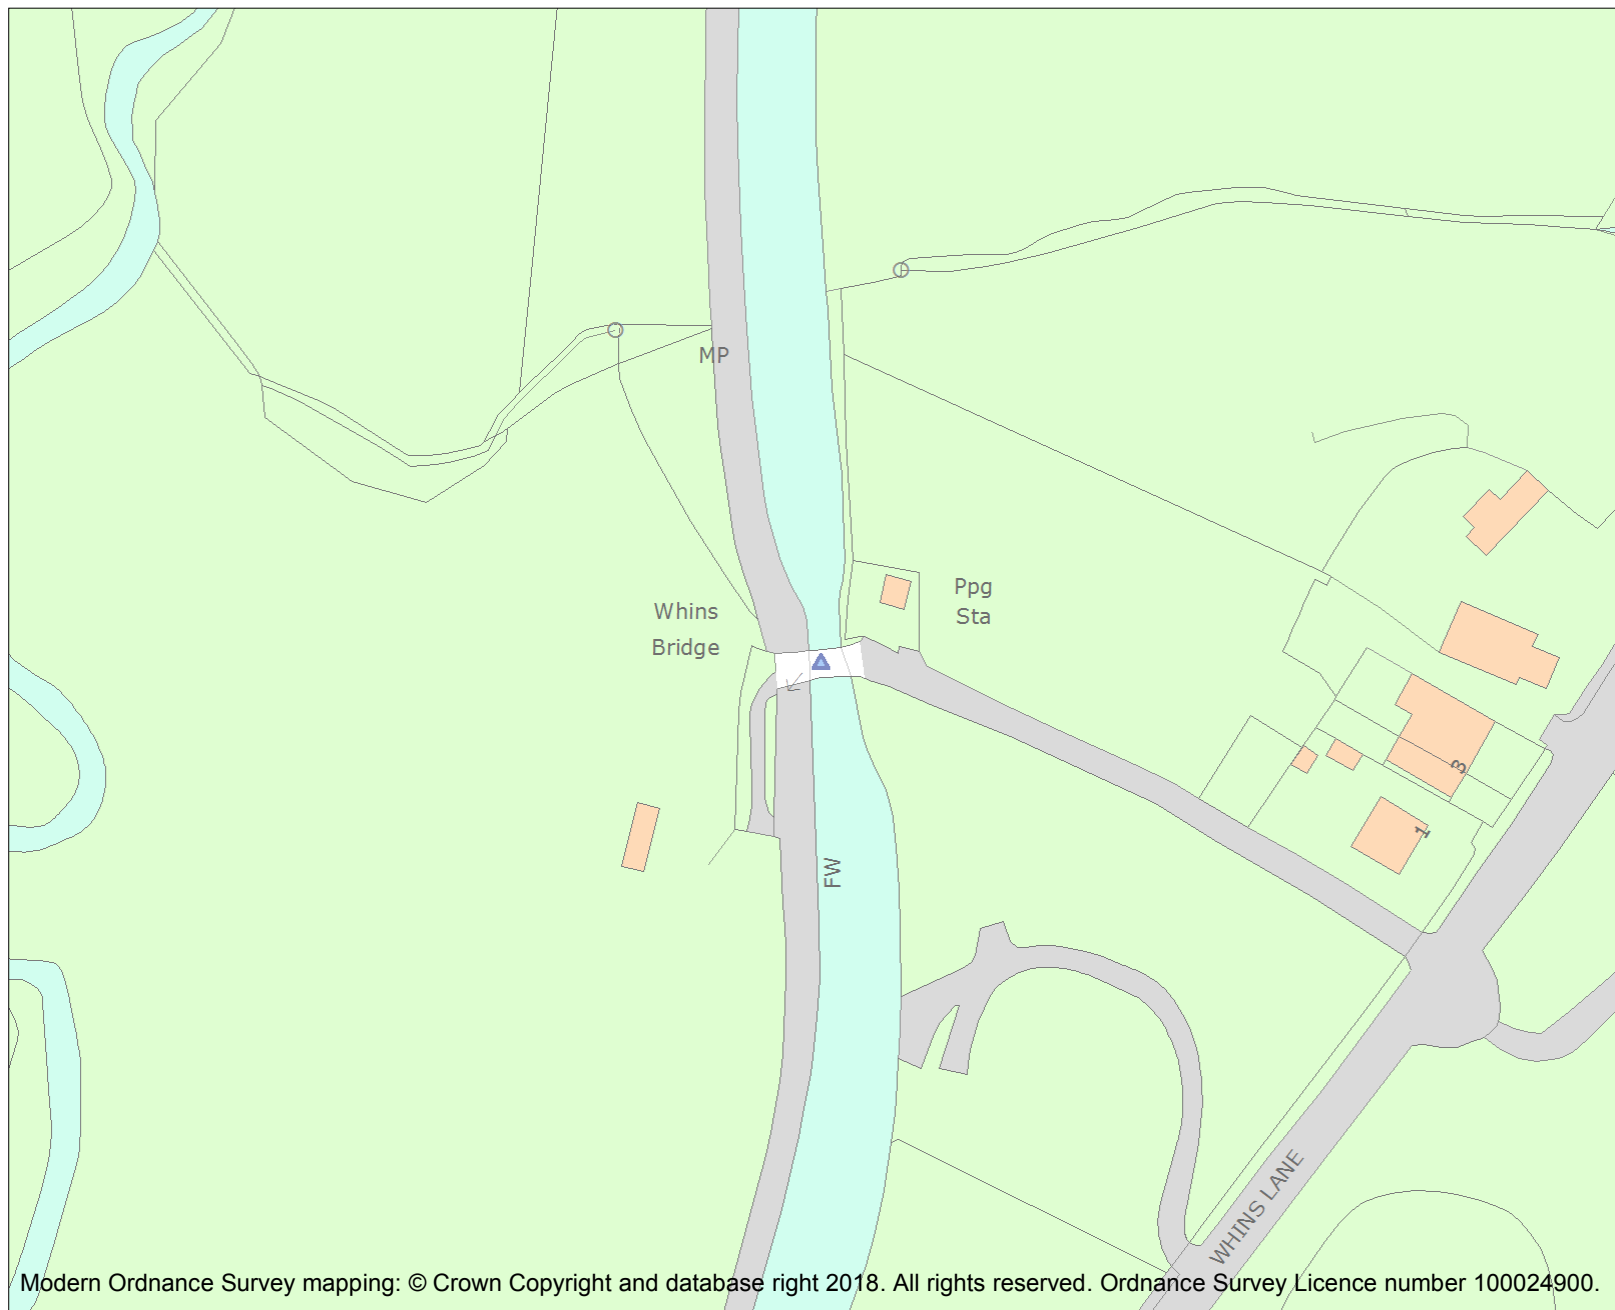 MP
Whins
Bridge
Ppg
Sta
3
1
FW
WHINS LANE
Modern Ordnance Survey mapping: © Crown Copyright and database right 2018. All rights reserved. Ordnance Survey Licence number 100024900.